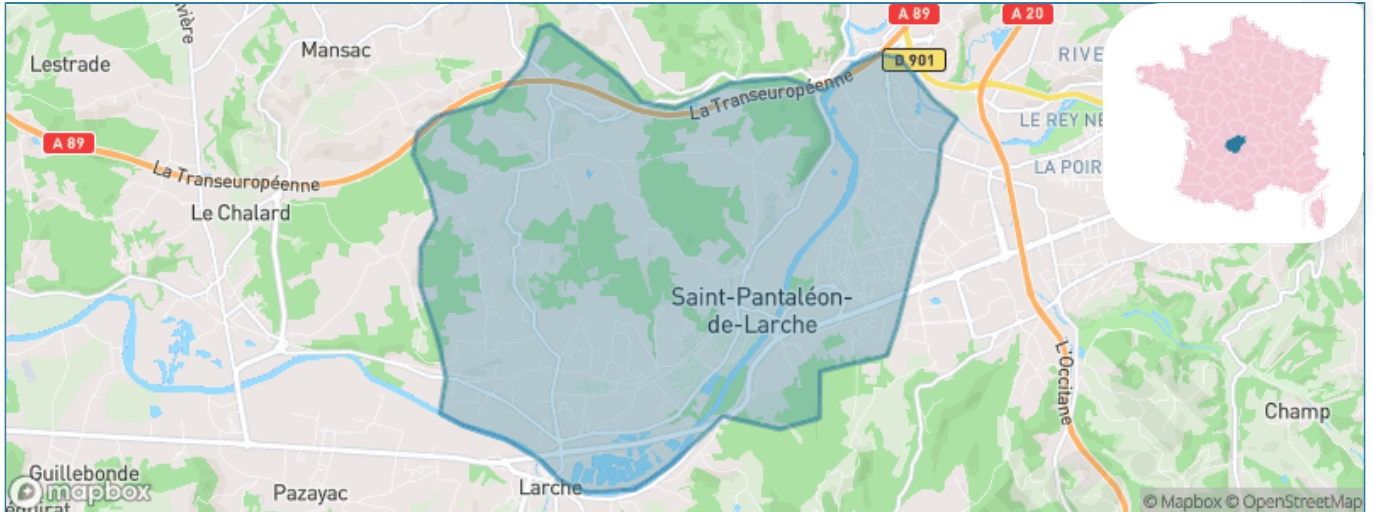 Lestrade
Mansac
A 89
A 20
D 901
RIVE
La Transeuropéenne
LE REY NE
LA POIR
A 89
La Transeuropéenne
Le Chalard
Saint-Pantaléon-
de-Larche
L'Occitane
Champ
Guillebonde
Pazayac
Larche
mapbox
© Mapbox © OpenStreetMap